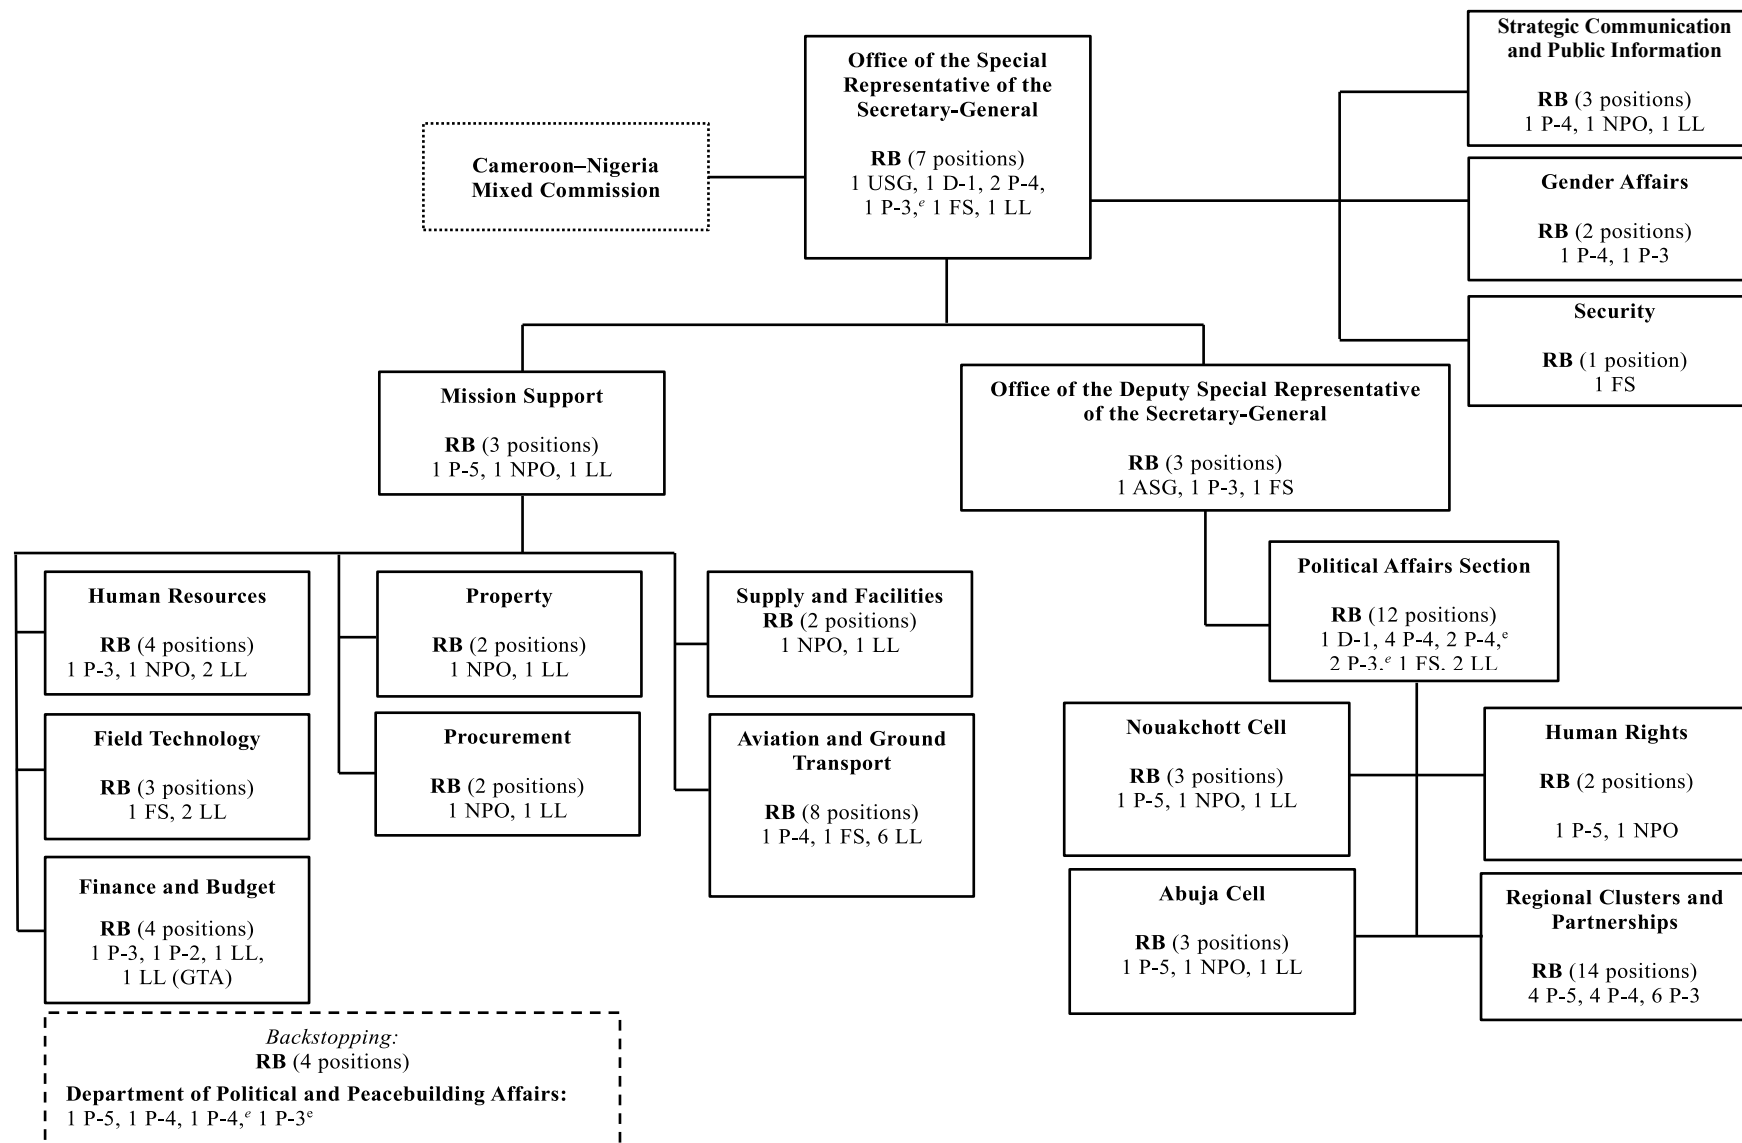 Office of the Special
Representative of the
Secretary-General
RB (7 positions)
1 USG, 1 D-1, 2 P-4,
1 P-3,e 1 FS, 1 LL
Cameroon–Nigeria
Mixed Commission
Strategic Communication
and Public Information
RB (3 positions)
1 P-4, 1 NPO, 1 LL
Gender Affairs
RB (2 positions)
1 P-4, 1 P-3
Security
RB (1 position)
1 FS
Mission Support
RB (3 positions)
1 P-5, 1 NPO, 1 LL
Office of the Deputy Special Representative
of the Secretary-General
RB (3 positions)
1 ASG, 1 P-3, 1 FS
Human Resources
RB (4 positions)
1 P-3, 1 NPO, 2 LL
Property
RB (2 positions)
1 NPO, 1 LL
Supply and Facilities
RB (2 positions)
1 NPO, 1 LL
Field Technology
RB (3 positions)
1 FS, 2 LL
Procurement
RB (2 positions)
1 NPO, 1 LL
Aviation and Ground
Transport
RB (8 positions)
1 P-4, 1 FS, 6 LL
Finance and Budget
RB (4 positions)
1 P-3, 1 P-2, 1 LL,
1 LL (GTA)
Political Affairs Section
RB (12 positions)
1 D-1, 4 P-4, 2 P-4,e
2 P-3,e 1 FS, 2 LL
Nouakchott Cell
RB (3 positions)
1 P-5, 1 NPO, 1 LL
Human Rights
RB (2 positions)
1 P-5, 1 NPO
Abuja Cell
RB (3 positions)
1 P-5, 1 NPO, 1 LL
Regional Clusters and
Partnerships
RB (14 positions)
4 P-5, 4 P-4, 6 P-3
Backstopping:
RB (4 positions)
Department of Political and Peacebuilding Affairs:
1 P-5, 1 P-4, 1 P-4,e 1 P-3e